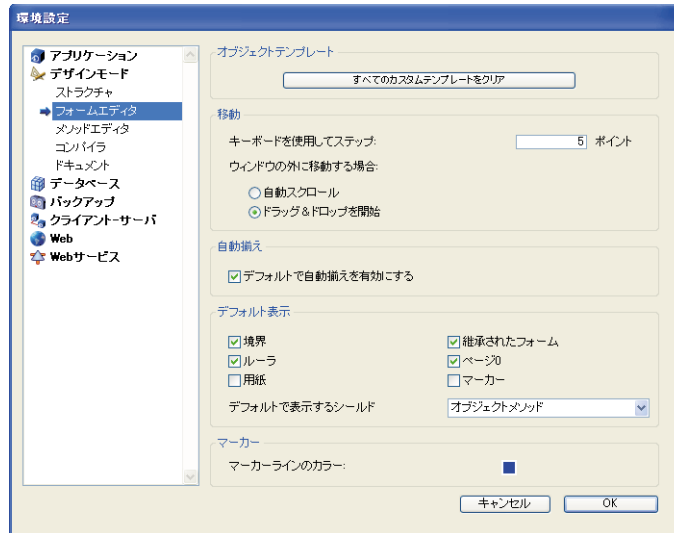 環境設定
アプリケーション
デザインモード
ストラクチャ
フォームエディタ
メソッドエディタ
コンパイラ
ドキュメント
データベース
バックアップ
クライアント-サーバ
Web
Webサービス
オブジェクトテンプレート
すべてのカスタムテンプレートをクリア
移動
キーボードを使用してステップ: 5 ポイント
ウィンドウの外に移動する場合:
自動スクロール
ドラッグ&ドロップを開始
自動揃え
デフォルトで自動揃えを有効にする
デフォルト表示
境界 継承されたフォーム
ルーラ ページ0
用紙 マーカー
デフォルトで表示するシールド オブジェクトメソッド
マーカー
マーカーラインのカラー:
キャンセル OK